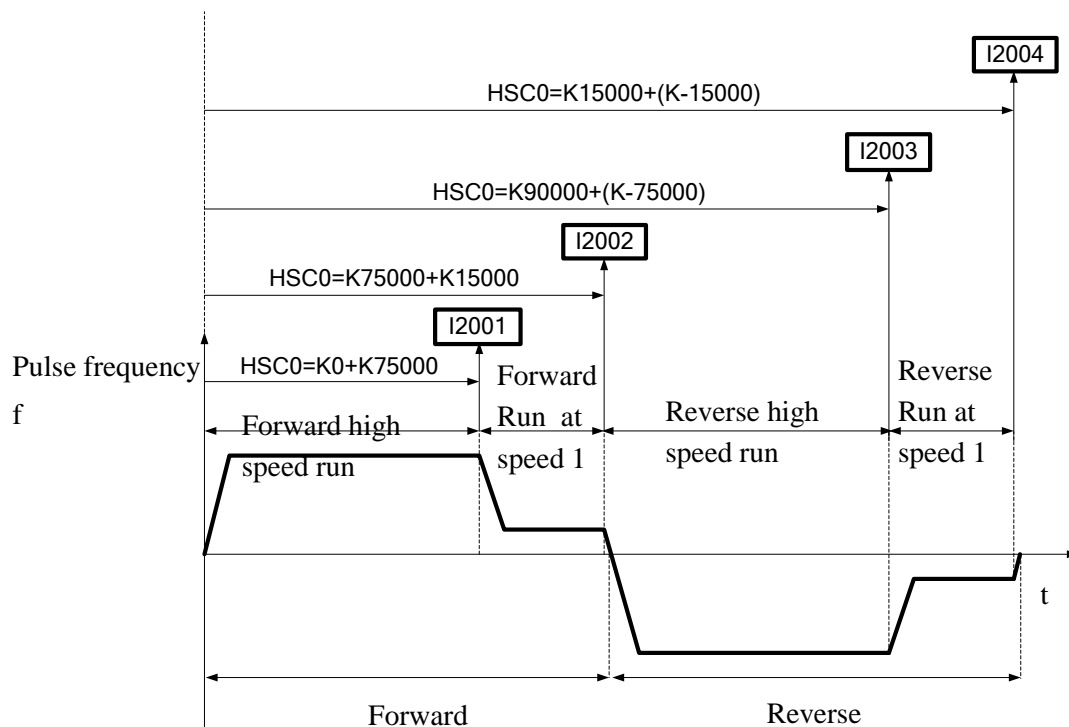 I2004
HSC0=K15000+(K-15000)
I2003
HSC0=K90000+(K-75000)
I2002
HSC0=K75000+K15000
I2001
Pulse frequency
f
HSC0=K0+K75000
Forward high
speed run
Forward
Run at
speed 1
Reverse high
speed run
Reverse
Run at
speed 1
t
Forward
Reverse